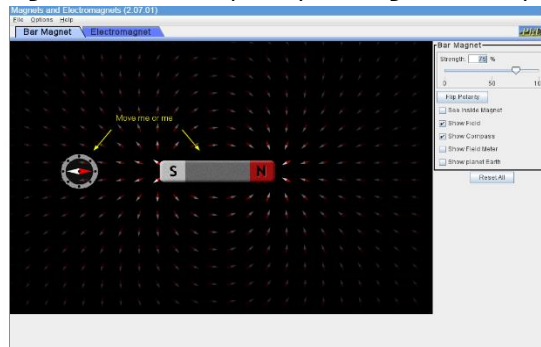 Magnets and Electromagnets (2.07.01)
File Options Help
Bar Magnet Electromagnet
Bar Magnet
Strength: 75 %
0 50 10
Flip Polarity
See Inside Magnet
Show Field
Show Compass
Show Field Meter
Show planet Earth
Reset All
Move me or me
S N